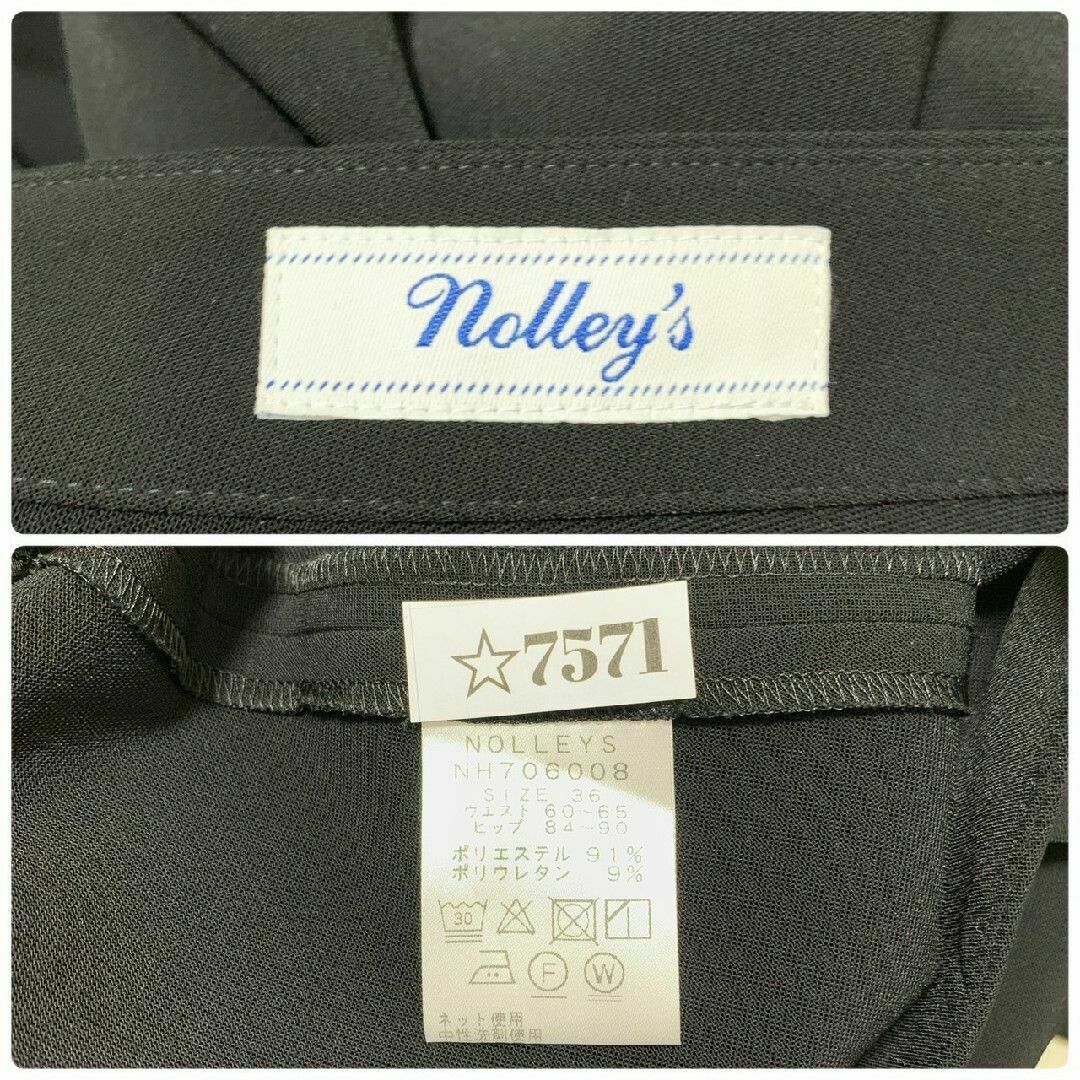 Nolley's
☆7571
NOLLEYS
NH706008
SIZE 36
ウエスト 60~65
ヒップ 84~90
ポリエステル 91%
ポリウレタン 9%
30
F W
ネット使用
中性洗剤使用